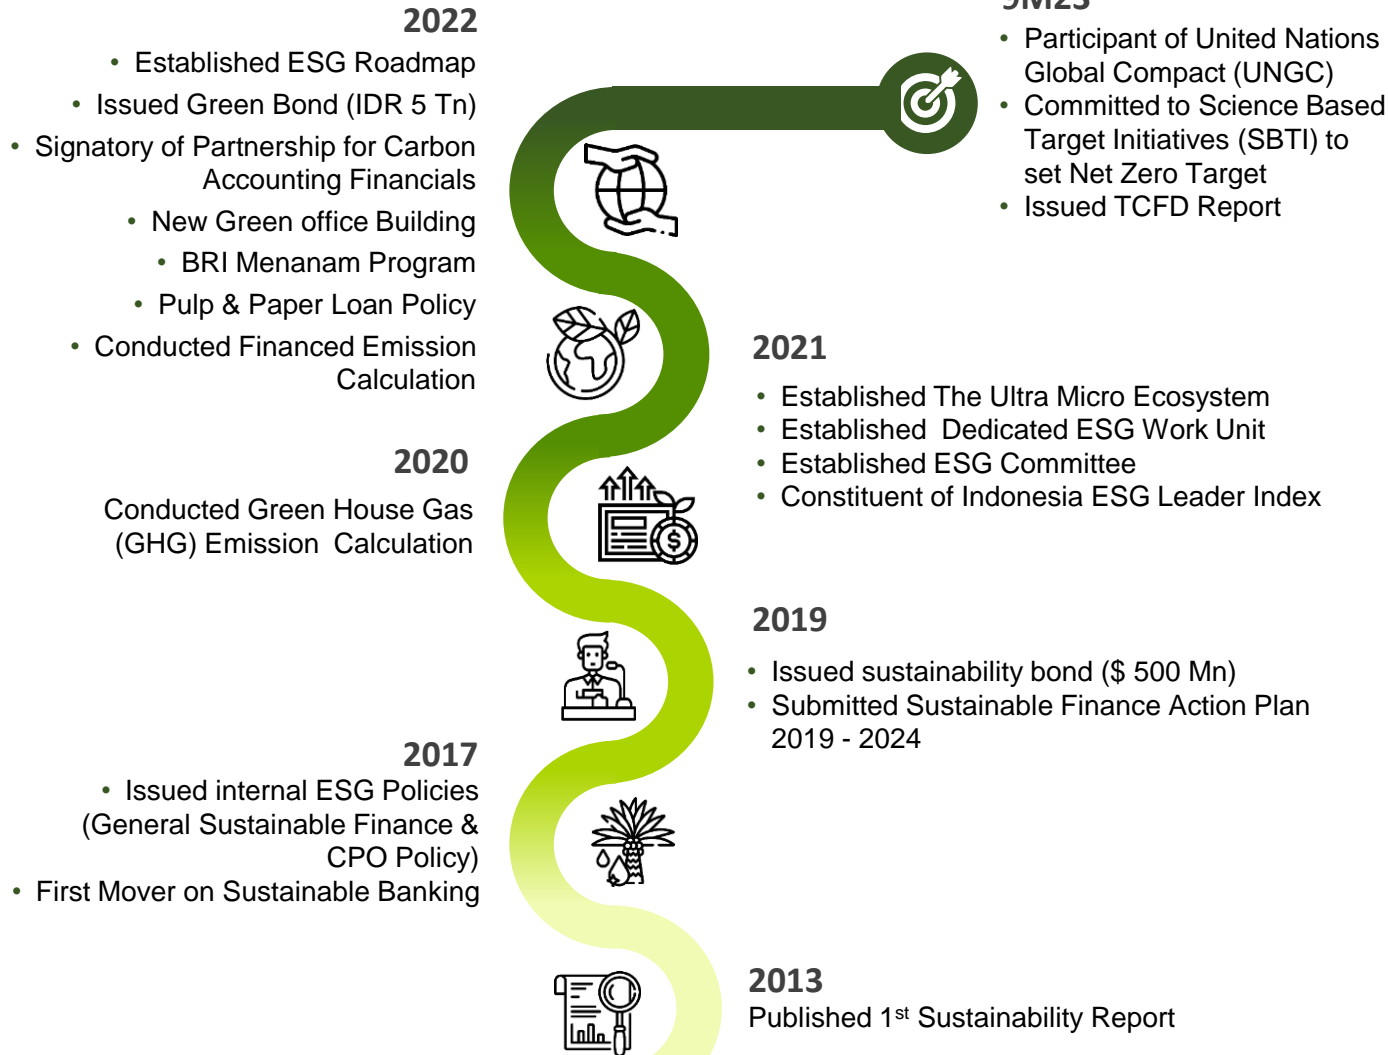 2022
• Established ESG Roadmap
• Issued Green Bond (IDR 5 Tn)
• Signatory of Partnership for Carbon
Accounting Financials
• New Green office Building
• BRI Menanam Program
• Pulp & Paper Loan Policy
• Conducted Financed Emission
Calculation
9M23
• Participant of United Nations
Global Compact (UNGC)
• Committed to Science Based
Target Initiatives (SBTI) to
set Net Zero Target
• Issued TCFD Report
2021
• Established The Ultra Micro Ecosystem
• Established Dedicated ESG Work Unit
• Established ESG Committee
• Constituent of Indonesia ESG Leader Index
2020
Conducted Green House Gas
(GHG) Emission Calculation
$
2019
• Issued sustainability bond ($ 500 Mn)
• Submitted Sustainable Finance Action Plan
2019 - 2024
2017
• Issued internal ESG Policies
(General Sustainable Finance &
CPO Policy)
• First Mover on Sustainable Banking
2013
Published 1st Sustainability Report